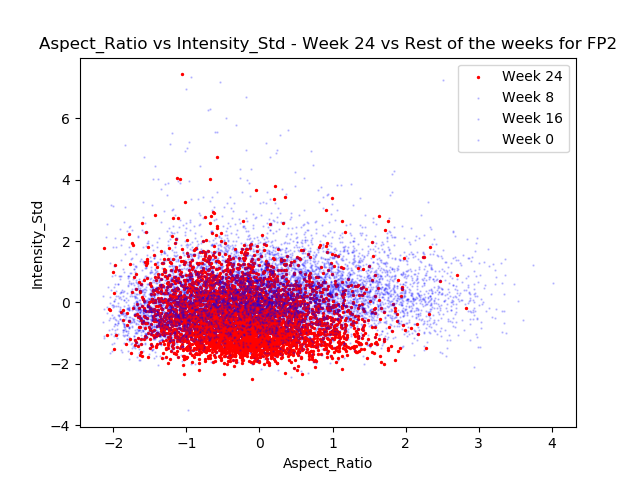 Aspect_Ratio vs Intensity_Std - Week 24 vs Rest of the weeks for FP2
Week 24
Week 8
Week 16
Week 0
6
4
2
0
−2
−4
Intensity_Std
−2 −1 0 1 2 3 4
Aspect_Ratio